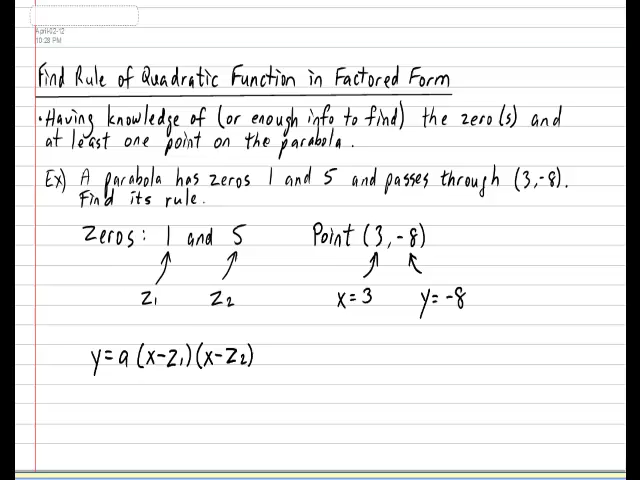 April-02-12
10:28 PM
Find Rule of Quadratic Function in Factored Form
• Having knowledge of (or enough info to find) the zero(s) and
at least one point on the parabola.
Ex) A parabola has zeros 1 and 5 and passes through (3,-8).
Find its rule.
Zeros: 1 and 5 Point (3,-8)
z₁ z₂ x=3 y=-8
y=a(x-z₁)(x-z₂)